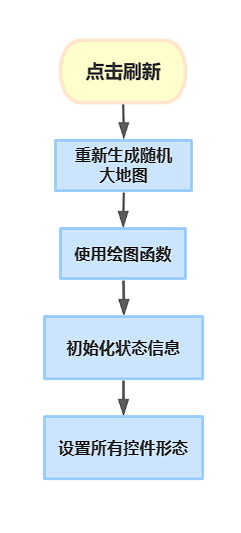 点击刷新
重新生成随机
大地图
使用绘图函数
初始化状态信息
设置所有控件形态